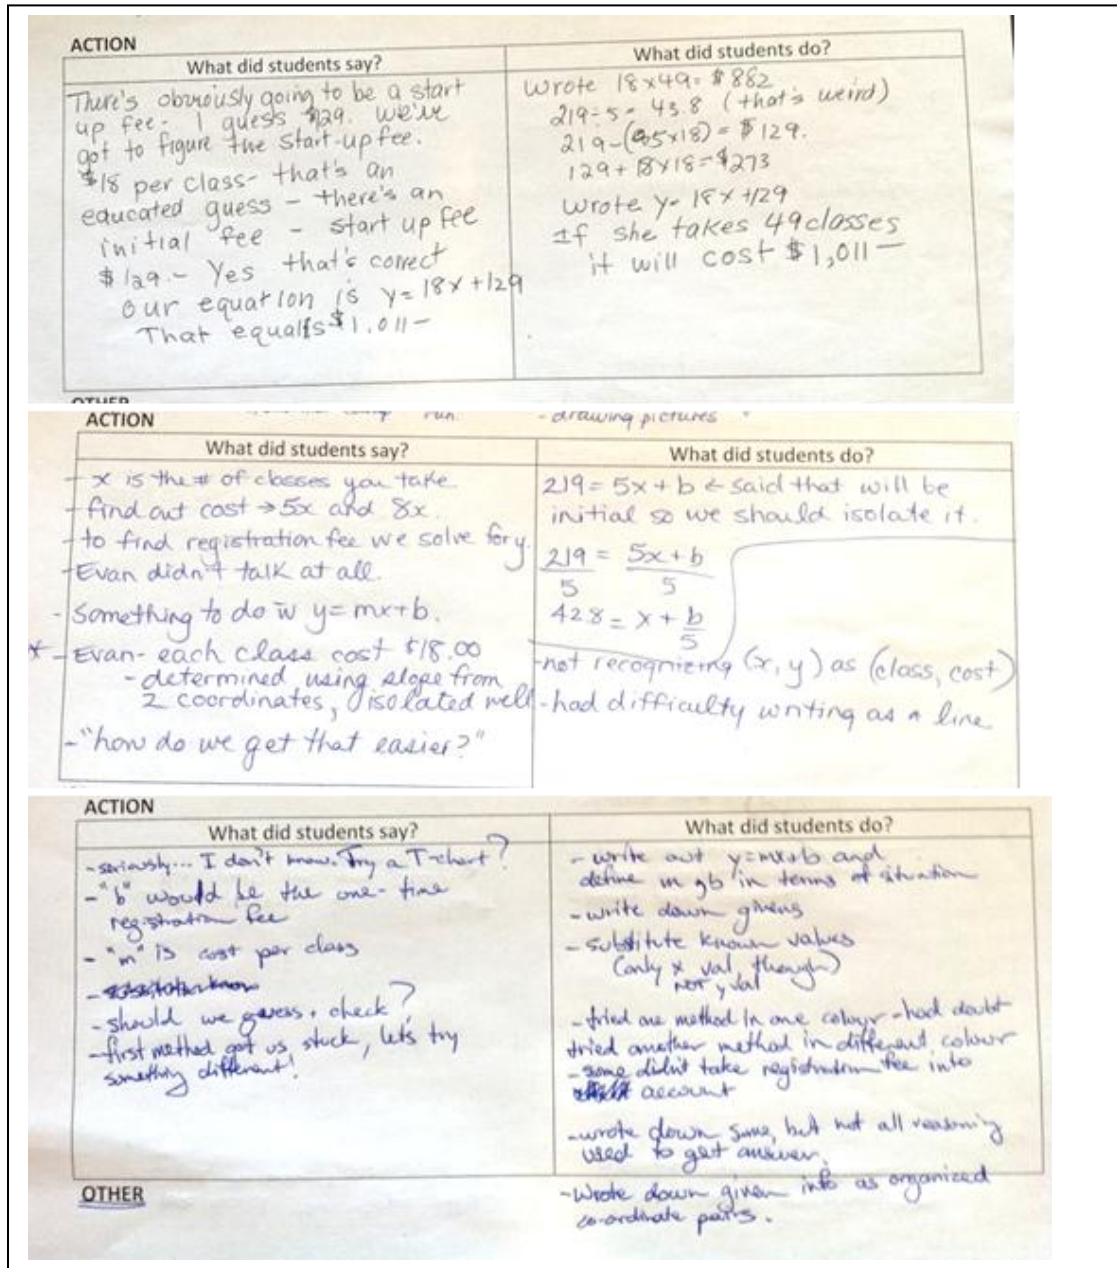 ACTION
What did students say?
There's obviously going to be a start
up fee - I guess $129. we've
got to figure the start-up fee.
$18 per class - that's an
educated guess - there's an
initial fee - start up fee
$129.- Yes that's correct
our equation is y=18x+129
That equals $1.011-
What did students do?
Wrote 18x49= $882
219÷5= 43.8 (that's weird)
219-(5x18)=$129.
129+18x18=$273
Wrote y=18x+129
If she takes 49 classes
it will cost $1,011-
OTHER
ACTION
run.
- drawing pictures
What did students say?
- x is the # of classes you take
- find out cost → 5x and 8x.
- to find registration fee we solve for y.
- Evan didn't talk at all.
- Something to do w y=mx+b.
* - Evan- each class cost $18.00
- determined using slope from
2 coordinates, isolated well
- "how do we get that easier?"
What did students do?
219= 5x+b ← said that will be
initial so we should isolate it.
219 = 5x+b
5 5
428 = x + b
5
-not recognizing (x,y) as (class, cost)
-had difficulty writing as a line
ACTION
What did students say?
-seriously... I don't know. Try a T-chart?
- "b" would be the one-time
registration fee
- "m" is cost per class
- should we guess + check?
-first method got us stuck, lets try
something different!
What did students do?
- write out y=mx+b and
define m b in terms of situation
- write down givens
- substitute known values
(only x val, though)
NOT y val
- tried one method in one colour -had doubt
tried another method in different colour
- some didn't take registration fee into
account
-wrote down some, but not all reasoning
used to get answer.
-Wrote down given info as organized
co-ordinate pairs.
OTHER